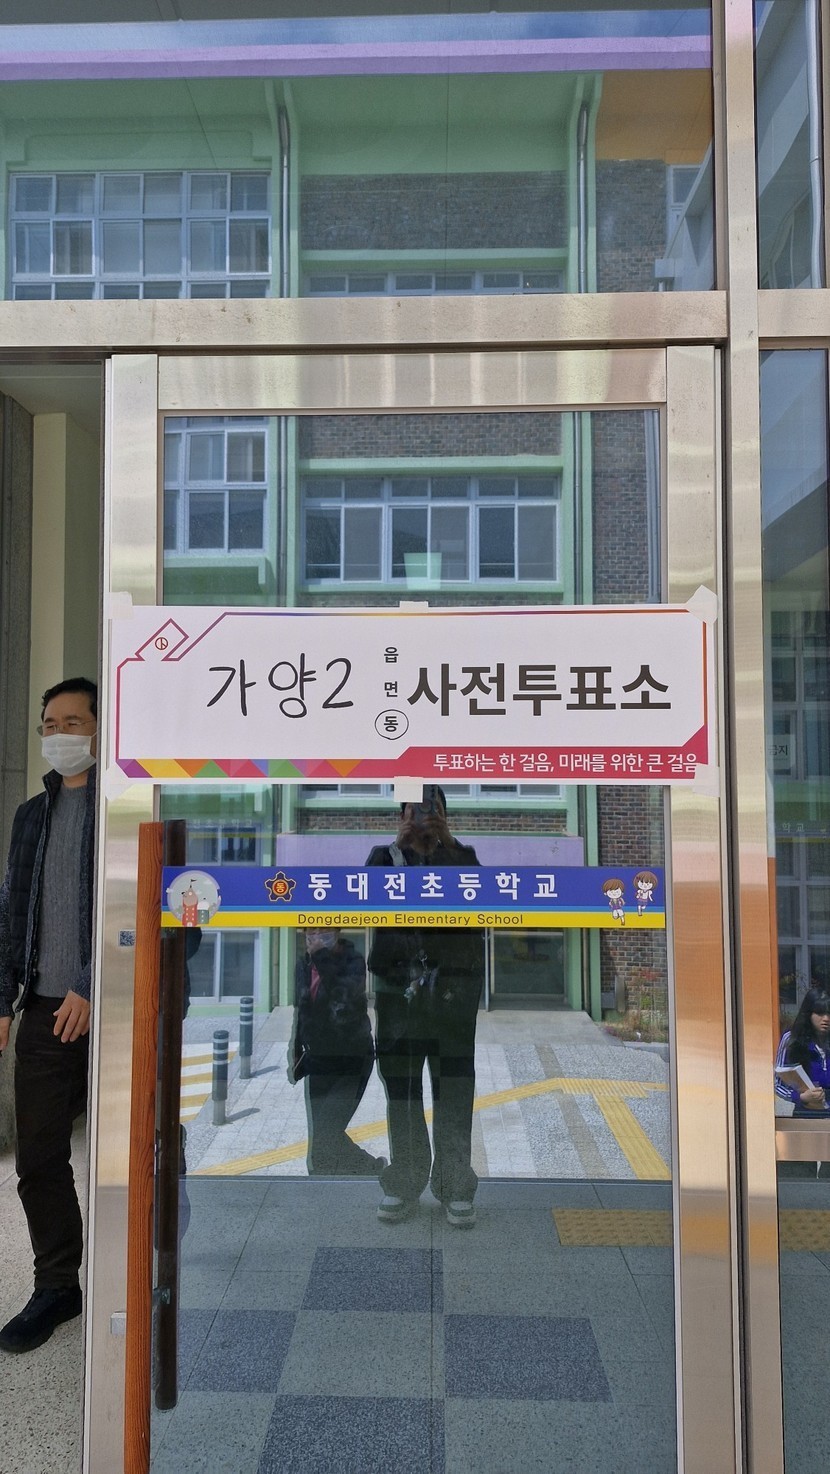 가양2 읍 면 동 사전투표소
투표하는 한 걸음, 미래를 위한 큰 걸음
동대전초등학교
Dongdaejeon Elementary School